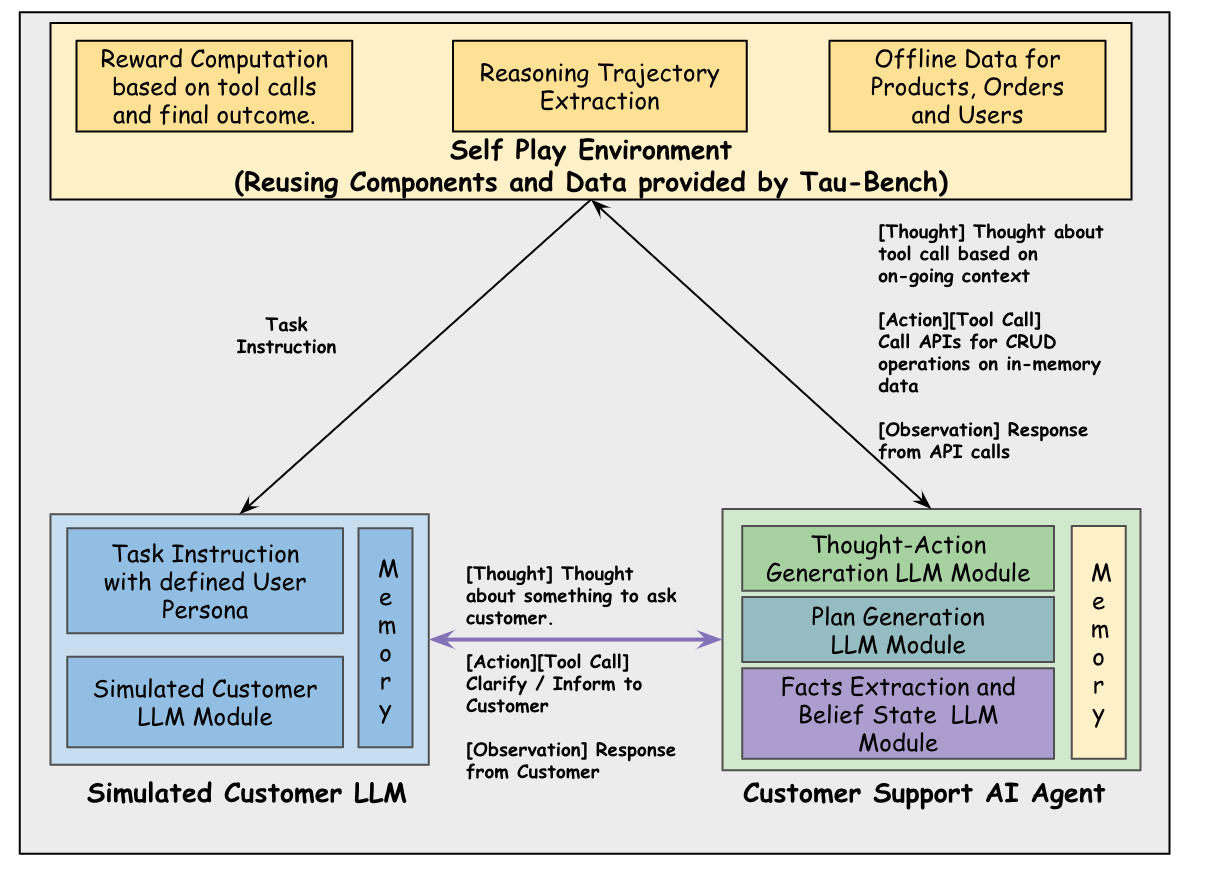 Reward Computation
based on tool calls
and final outcome.
Reasoning Trajectory
Extraction
Offline Data for
Products, Orders
and Users
Self Play Environment
(Reusing Components and Data provided by Tau-Bench)
Task
Instruction
[Thought] Thought about
tool call based on
on-going context
[Action][Tool Call]
Call APIs for CRUD
operations on in-memory
data
[Observation] Response
from API calls
Task Instruction
with defined User
Persona
Simulated Customer
LLM Module
M
e
m
o
r
y
Simulated Customer LLM
[Thought] Thought
about something to ask
customer.
[Action][Tool Call]
Clarify / Inform to
Customer
[Observation] Response
from Customer
Thought-Action
Generation LLM Module
Plan Generation
LLM Module
Facts Extraction and
Belief State LLM
Module
M
e
m
o
r
y
Customer Support AI Agent